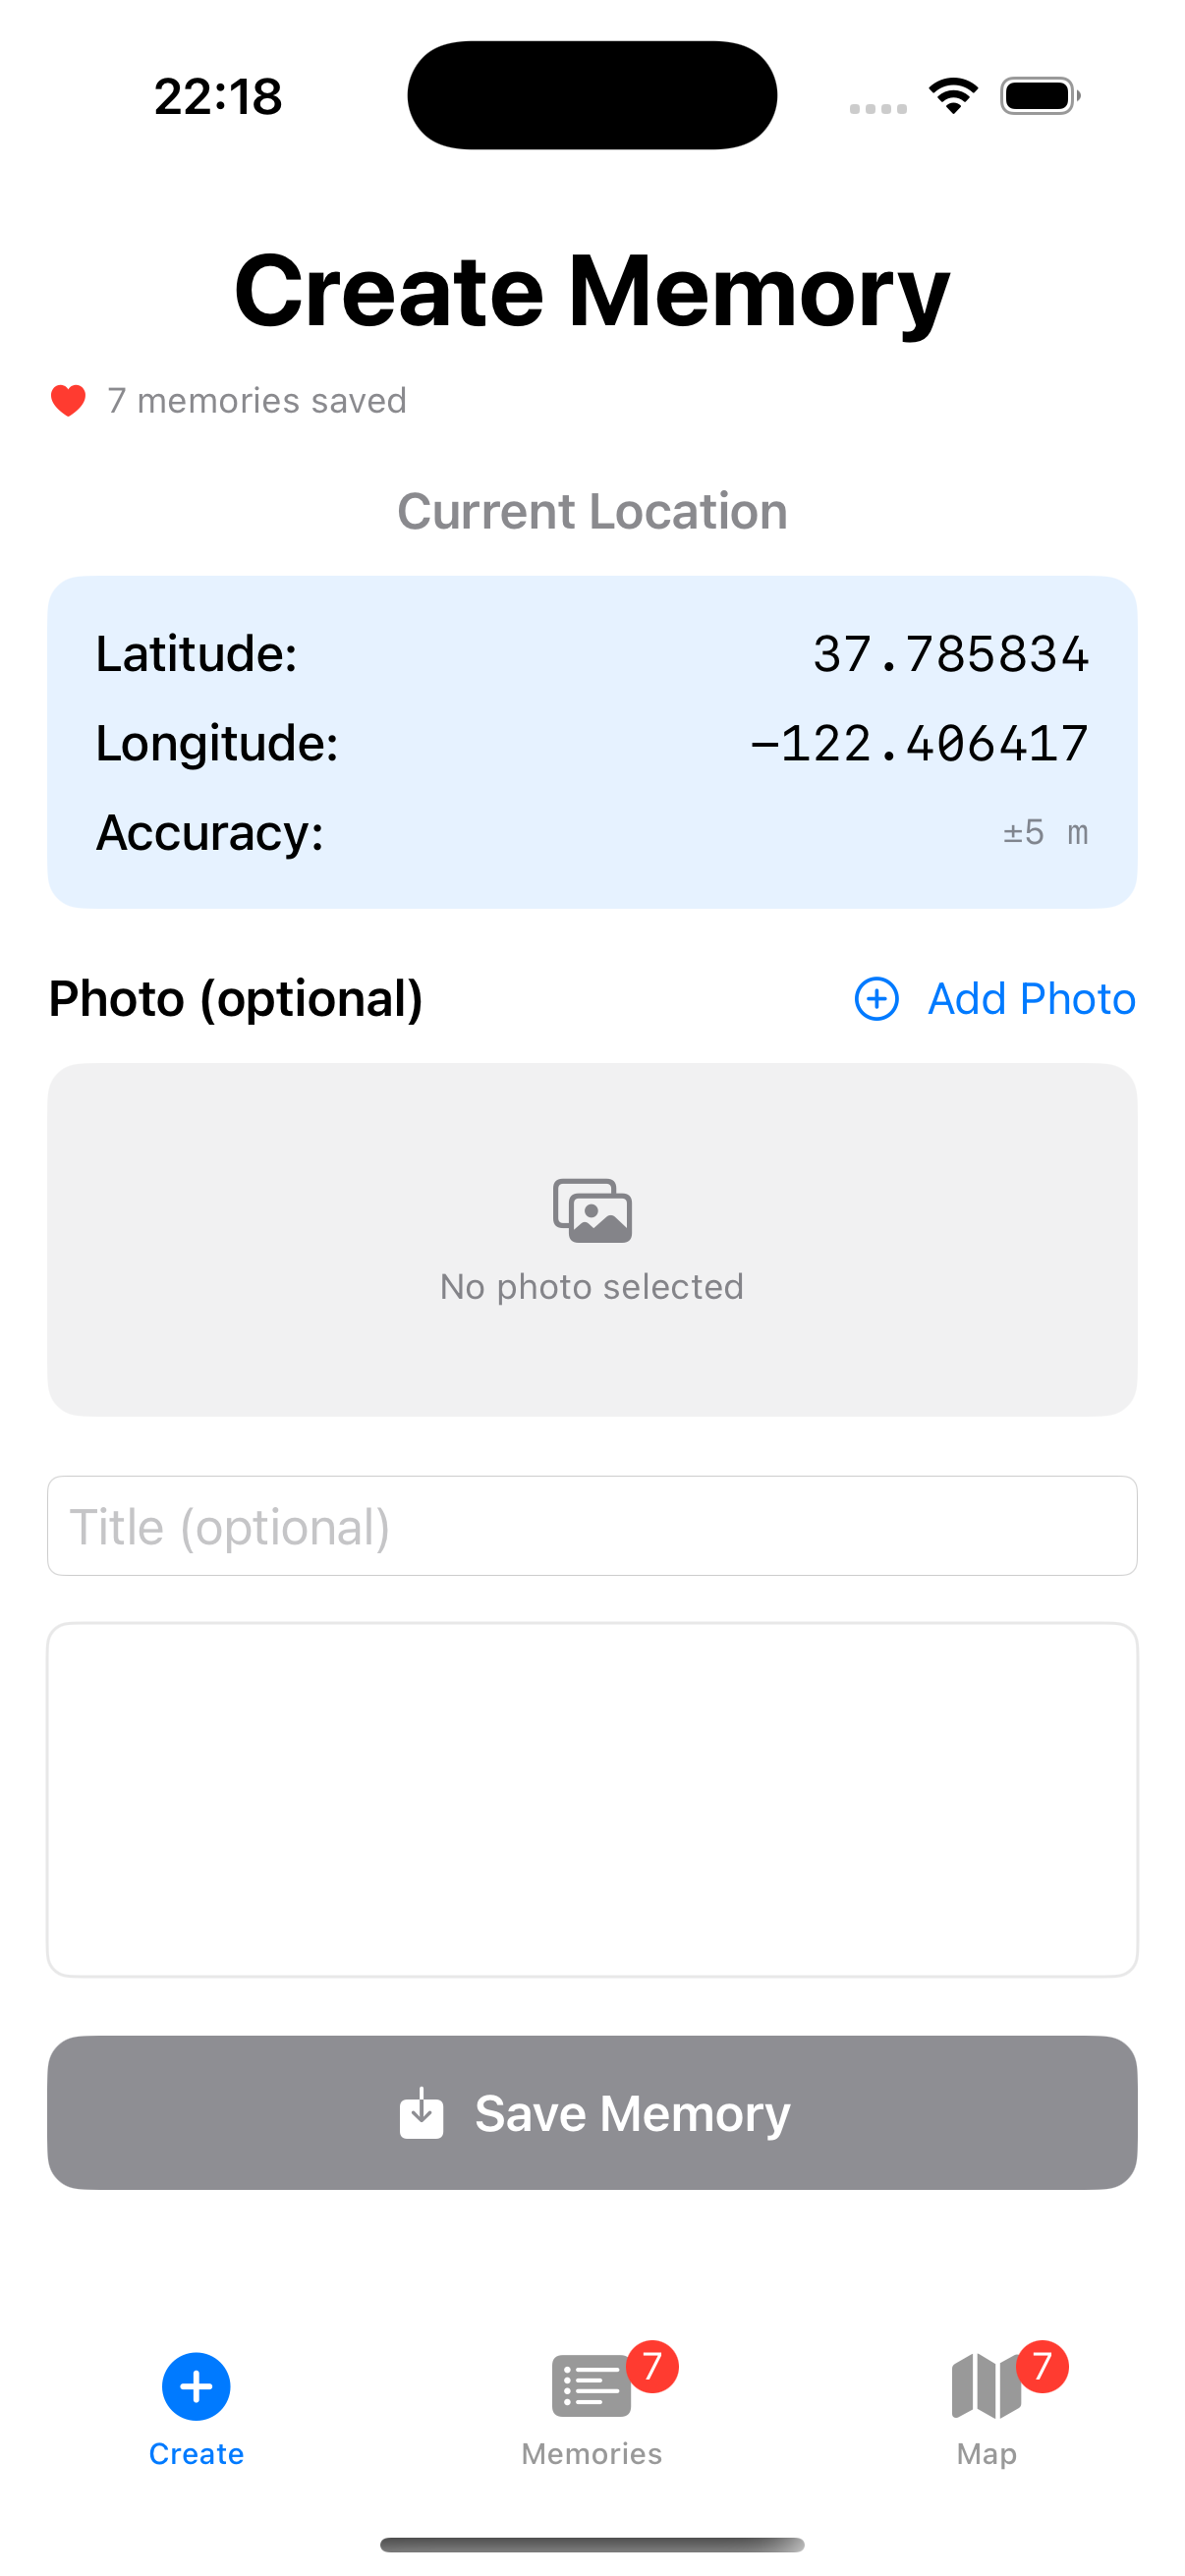 22:18
Create Memory
7 memories saved
Current Location
Latitude: 37.785834
Longitude: −122.406417
Accuracy: ±5 m
Photo (optional) Add Photo
No photo selected
Title (optional)
Save Memory
7 7
Create Memories Map